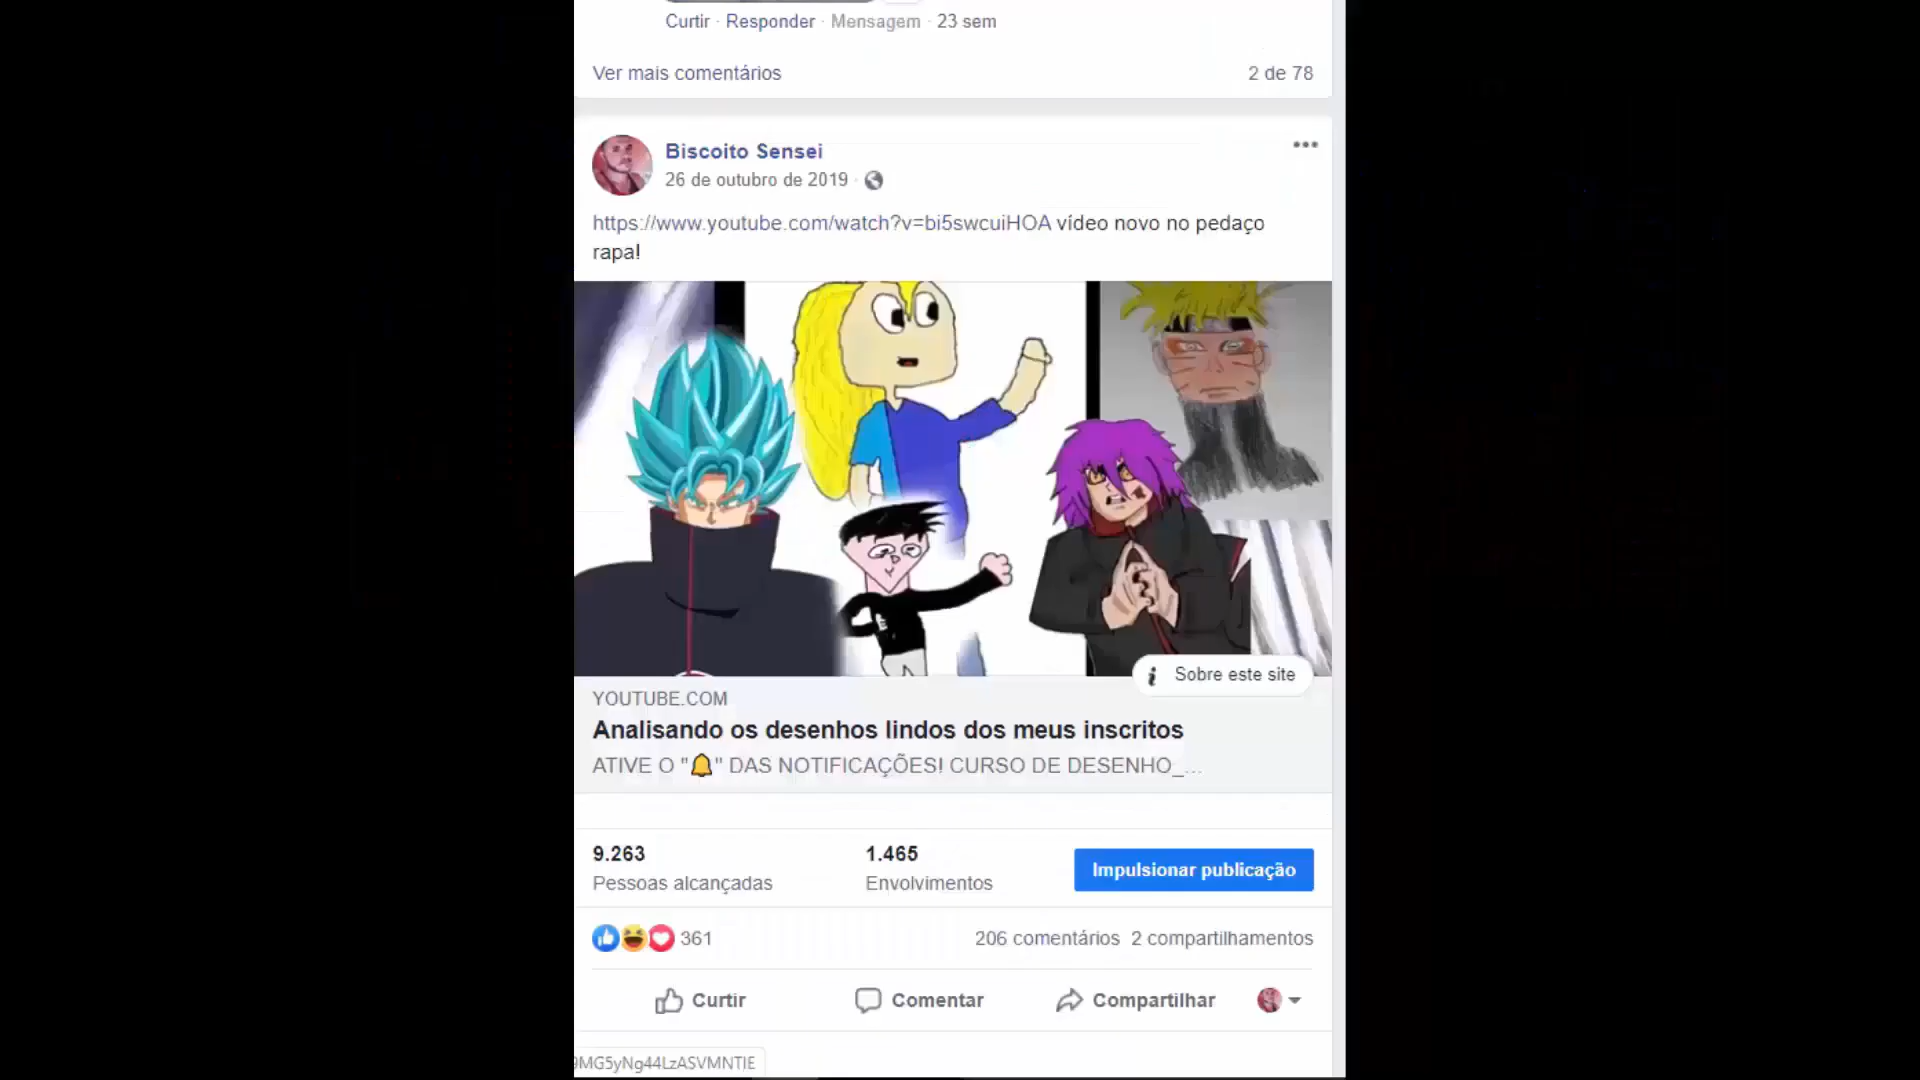 Curtir · Responder · Mensagem · 23 sem
Ver mais comentários
2 de 78
Biscoito Sensei
26 de outubro de 2019 ·
https://www.youtube.com/watch?v=bi5swcuiHOA vídeo novo no pedaço
rapa!
Sobre este site
YOUTUBE.COM
Analisando os desenhos lindos dos meus inscritos
ATIVE O "🔔" DAS NOTIFICAÇÕES! CURSO DE DESENHO_...
9.263
Pessoas alcançadas
1.465
Envolvimentos
Impulsionar publicação
361
206 comentários 2 compartilhamentos
Curtir
Comentar
Compartilhar
9MG5yNg44LzASVMNTIE